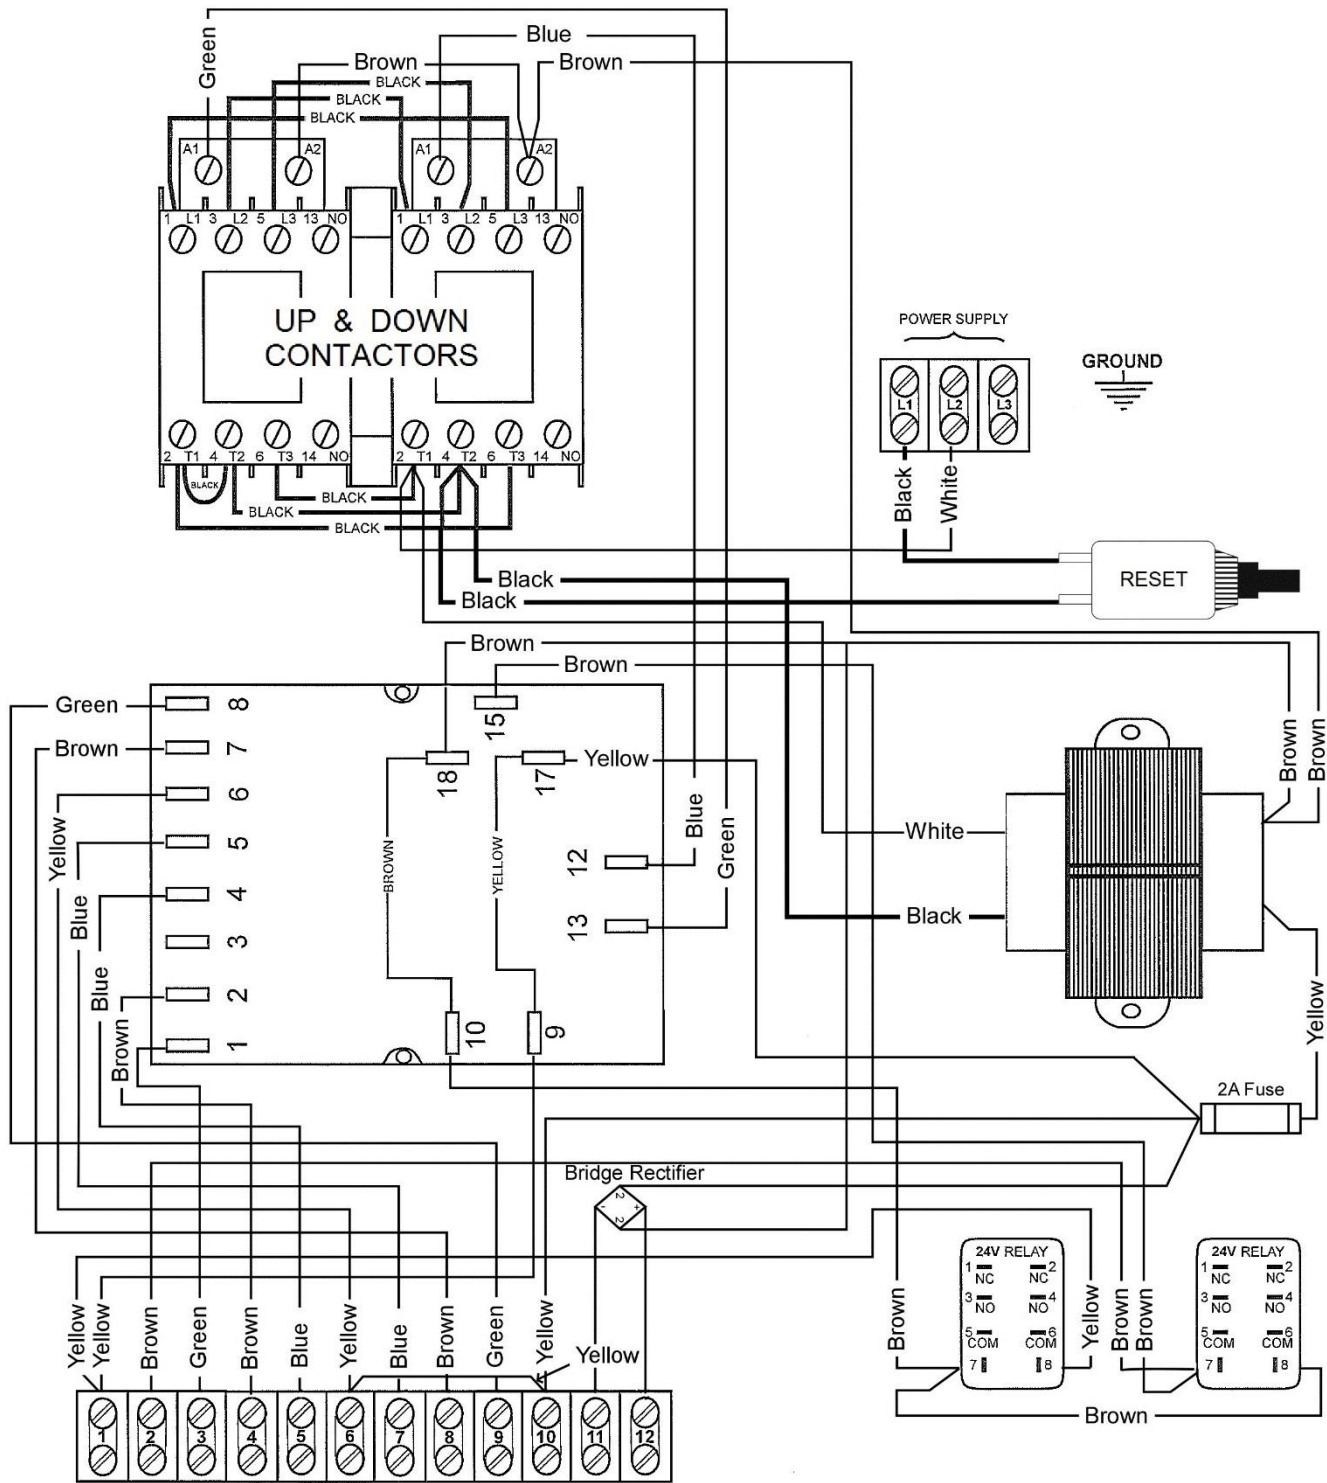 Green
Blue
Brown
Brown
BLACK
BLACK
BLACK
A1
A2
A1
A2
1 L1 3 L2 5 L3 13 NO
1 L1 3 L2 5 L3 13 NO
UP & DOWN
CONTACTORS
POWER SUPPLY
L1
L2
L3
GROUND
2 T1 4 T2 6 T3 14 NO
2 T1 4 T2 6 T3 14 NO
BLACK
BLACK
BLACK
BLACK
Black
White
Black
Black
RESET
Brown
Brown
Green
8
15
Brown
7
18
17
Yellow
Brown
Brown
6
Yellow
5
Blue
Blue
Green
White
12
BROWN
YELLOW
4
Black
13
3
Blue
2
Yellow
10
9
Brown
1
2A Fuse
Bridge Rectifier
2
-
+
2
24V RELAY
1 2
NC NC
3 4
NO NO
5 6
COM COM
7 8
24V RELAY
1 2
NC NC
3 4
NO NO
5 6
COM COM
7 8
Brown
Yellow
Brown
Brown
Brown
Yellow
Yellow
Brown
Green
Brown
Blue
Yellow
Blue
Brown
Green
Yellow
Yellow
1
2
3
4
5
6
7
8
9
10
11
12